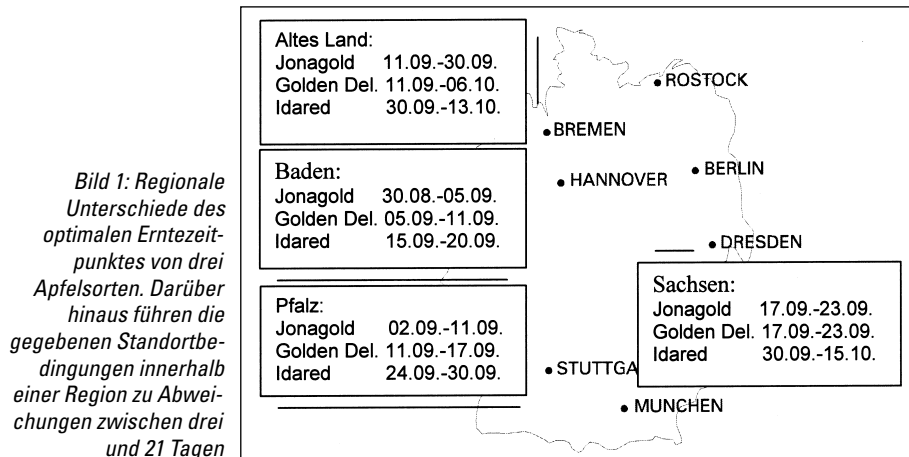 Bild 1: Regionale
Unterschiede des
optimalen Erntezeit-
punktes von drei
Apfelsorten. Darüber
hinaus führen die
gegebenen Standortbe-
dingungen innerhalb
einer Region zu Abwei-
chungen zwischen drei
und 21 Tagen
Altes Land:
Jonagold 11.09.-30.09.
Golden Del. 11.09.-06.10.
Idared 30.09.-13.10.
Baden:
Jonagold 30.08.-05.09.
Golden Del. 05.09.-11.09.
Idared 15.09.-20.09.
Pfalz:
Jonagold 02.09.-11.09.
Golden Del. 11.09.-17.09.
Idared 24.09.-30.09.
ROSTOCK
BREMEN
HANNOVER
BERLIN
DRESDEN
Sachsen:
Jonagold 17.09.-23.09.
Golden Del. 17.09.-23.09.
Idared 30.09.-15.10.
STUTTGA
MUNCHEN